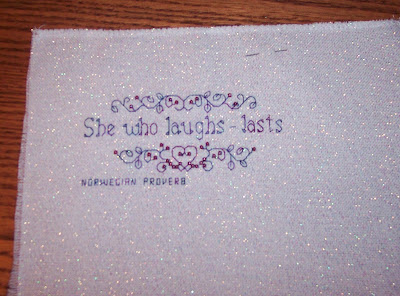 She who laughs - lasts
NORWEGIAN PROVERB